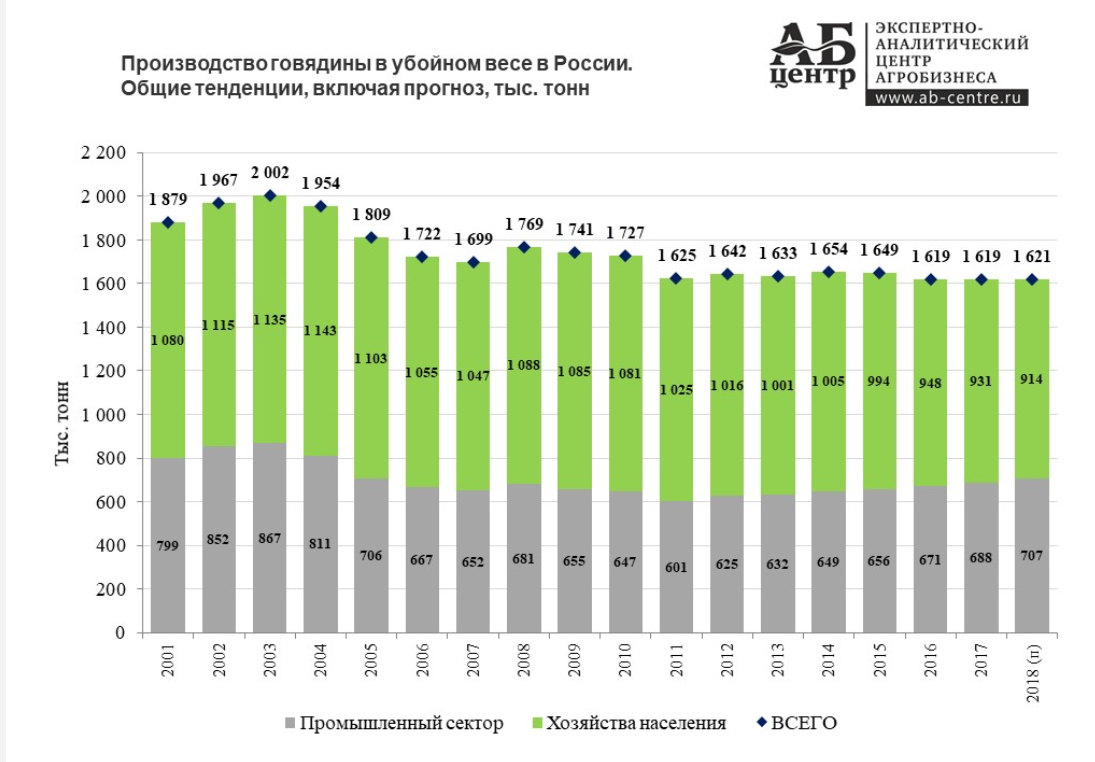 Производство говядины в убойном весе в России.
Общие тенденции, включая прогноз, тыс. тонн
АБ
центр
ЭКСПЕРТНО-
АНАЛИТИЧЕСКИЙ
ЦЕНТР
АГРОБИЗНЕСА
www.ab-centre.ru
Тыс. тонн
2 200
2 000
1 800
1 600
1 400
1 200
1 000
800
600
400
200
0
1 879 1 967 2 002 1 954 1 809 1 722 1 699 1 769 1 741 1 727 1 625 1 642 1 633 1 654 1 649 1 619 1 619 1 621
1 080 1 115 1 135 1 143 1 103 1 055 1 047 1 088 1 085 1 081 1 025 1 016 1 001 1 005 994 948 931 914
799 852 867 811 706 667 652 681 655 647 601 625 632 649 656 671 688 707
2001 2002 2003 2004 2005 2006 2007 2008 2009 2010 2011 2012 2013 2014 2015 2016 2017 2018 (п)
Промышленный сектор Хозяйства населения ВСЕГО